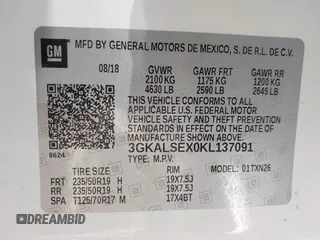 GM
MFD BY GENERAL MOTORS DE MEXICO, S. DE R.L. DE C.V.
08/18 GVWR GAWR FRT GAWR RR
2100 KG 1175 KG 1200 KG
4630 LB 2590 LB 2645 LB
THIS VEHICLE CONFORMS TO ALL APPLICABLE
U.S. FEDERAL MOTOR VEHICLE SAFETY, BUMPER,
AND THEFT PREVENTION STANDARDS IN EFFECT ON
THE DATE OF MANUFACTURE SHOWN ABOVE.
3GKALSEX0KL137091
8624 TYPE: M.P.V. MODEL: 01TXN26
TIRE SIZE RIM
FRT 235/50R19 H 19X7.5J
RR 235/50R19 H 19X7.5J
SPA T125/70R17 M 17X4BT
DREAMBID